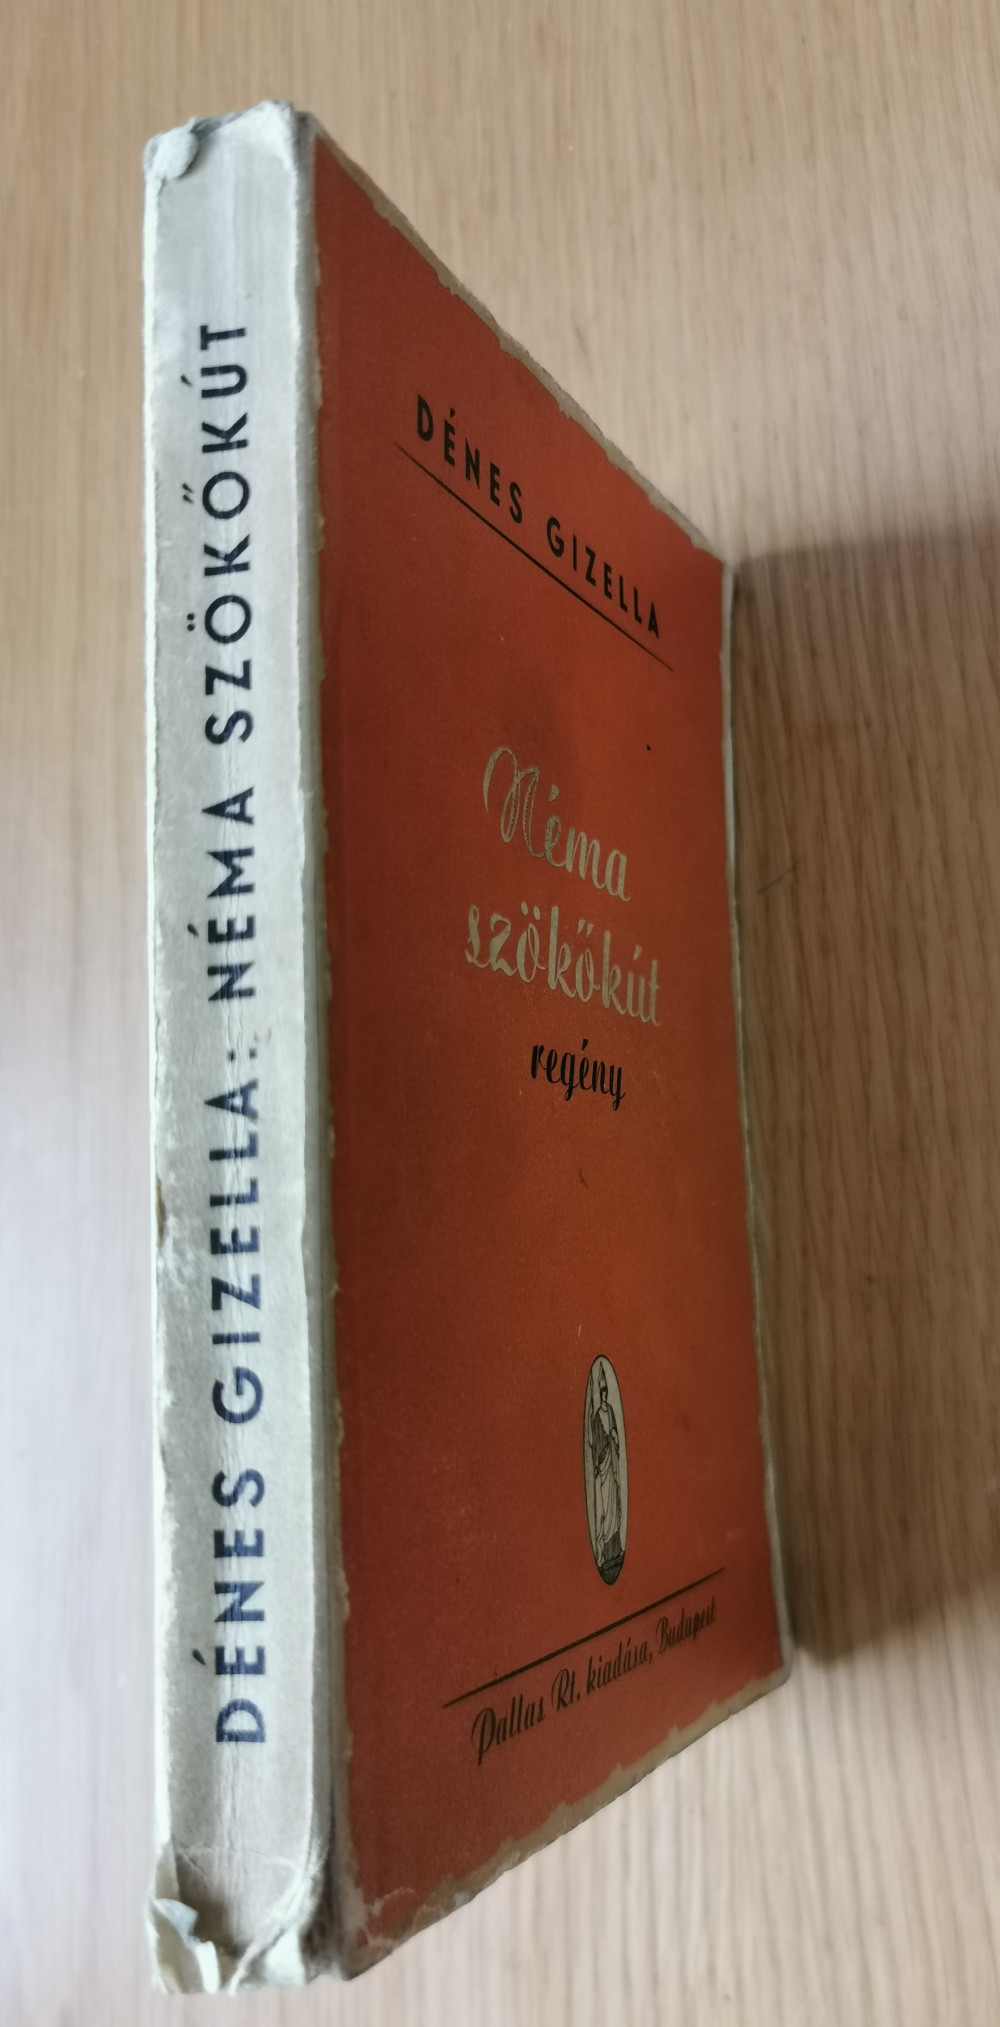 DÉNES GIZELLA: NÉMA SZÖKŐKÚT
DÉNES GIZELLA
Néma
szökőkút
regény
Pallas Rt. kiadása, Budapest